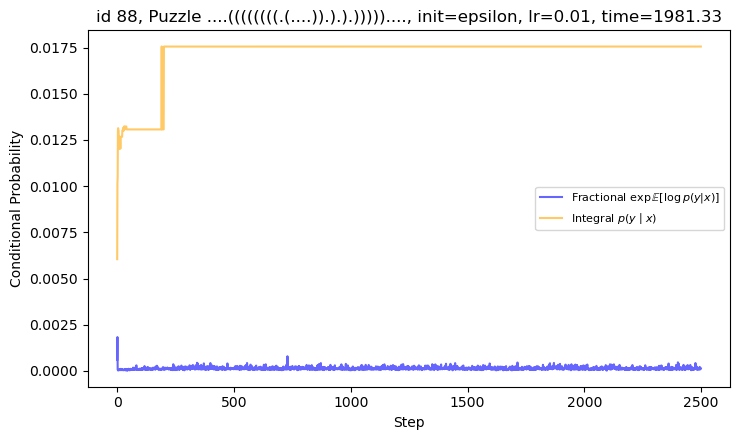 id 88, Puzzle ....((((((((.(....)).).).)))))...., init=epsilon, lr=0.01, time=1981.33
Conditional Probability
0.0175
0.0150
0.0125
0.0100
0.0075
0.0050
0.0025
0.0000
Fractional exp𝔼[log p(y|x)]
Integral p(y | x)
0
500
1000
1500
2000
2500
Step